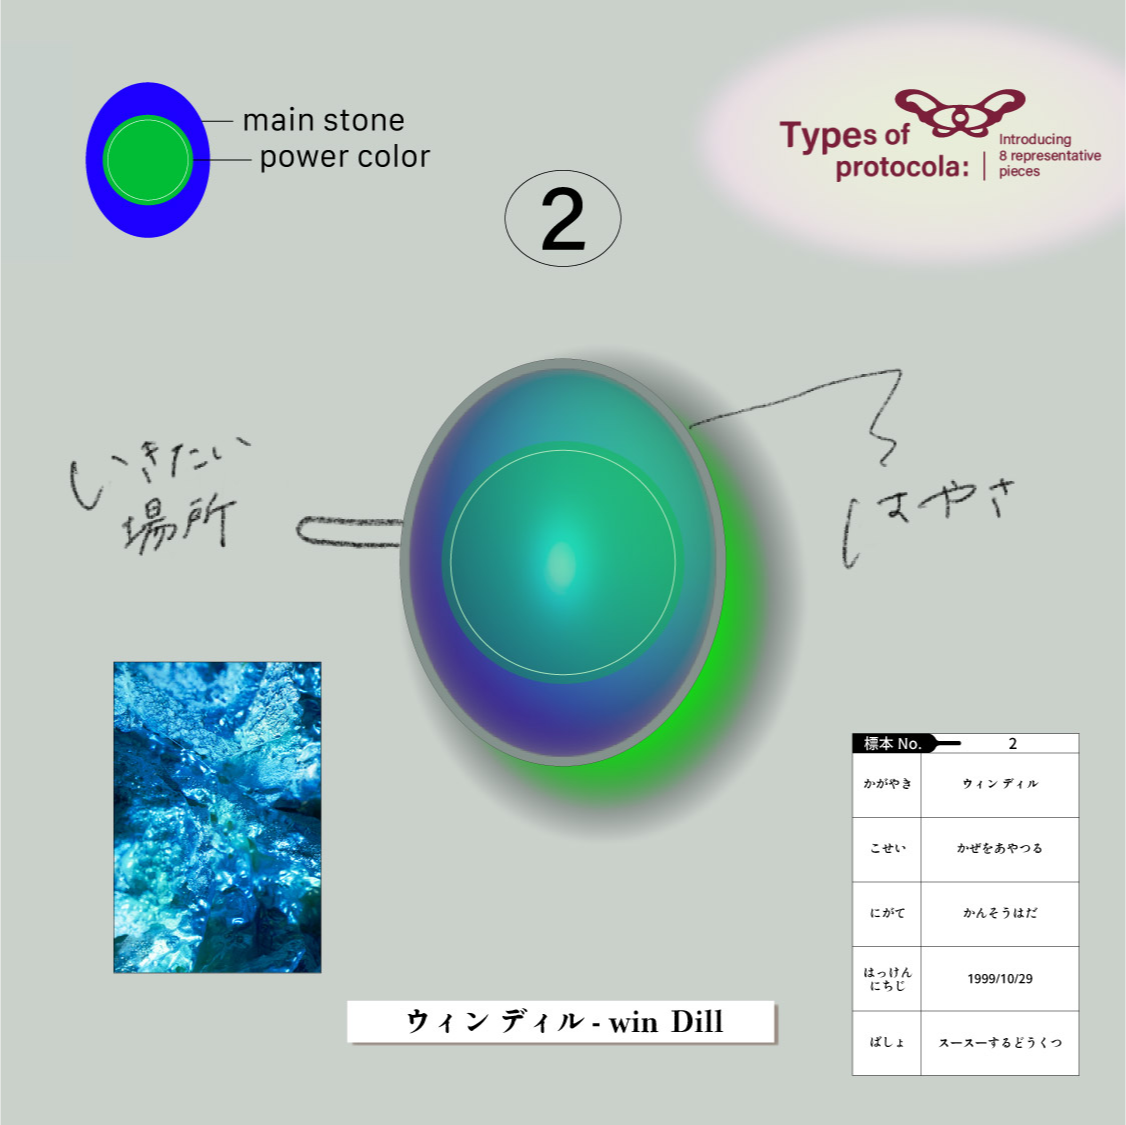 main stone
power color
Types of
protocola:
Introducing
8 representative
pieces
2
いきたい
場所
はやさ
標本 No. 2
かがやき ウィン ディル
こせい かぜをあやつる
にがて かんそうはだ
はっけん
にちじ 1999/10/29
ばしょ スースーするどうくつ
ウィン ディル - win Dill